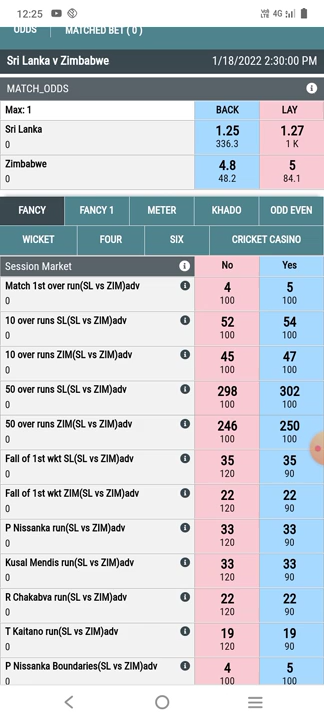 12:25
VO LTE 4G
ODDS MATCHED BET ( 0 )
Sri Lanka v Zimbabwe 1/18/2022 2:30:00 PM
MATCH_ODDS
Max: 1 BACK LAY
Sri Lanka 1.25 1.27
0 336.3 1 K
Zimbabwe 4.8 5
0 48.2 84.1
FANCY FANCY 1 METER KHADO ODD EVEN
WICKET FOUR SIX CRICKET CASINO
Session Market No Yes
Match 1st over run(SL vs ZIM)adv 4 5
0 100 100
10 over runs SL(SL vs ZIM)adv 52 54
0 100 100
10 over runs ZIM(SL vs ZIM)adv 45 47
0 100 100
50 over runs SL(SL vs ZIM)adv 298 302
0 100 100
50 over runs ZIM(SL vs ZIM)adv 246 250
0 100 100
Fall of 1st wkt SL(SL vs ZIM)adv 35 35
0 120 90
Fall of 1st wkt ZIM(SL vs ZIM)adv 22 22
0 120 90
P Nissanka run(SL vs ZIM)adv 33 33
0 120 90
Kusal Mendis run(SL vs ZIM)adv 33 33
0 120 90
R Chakabva run(SL vs ZIM)adv 22 22
0 120 90
T Kaitano run(SL vs ZIM)adv 19 19
0 120 90
P Nissanka Boundaries(SL vs ZIM)adv 4 5
0 100 100